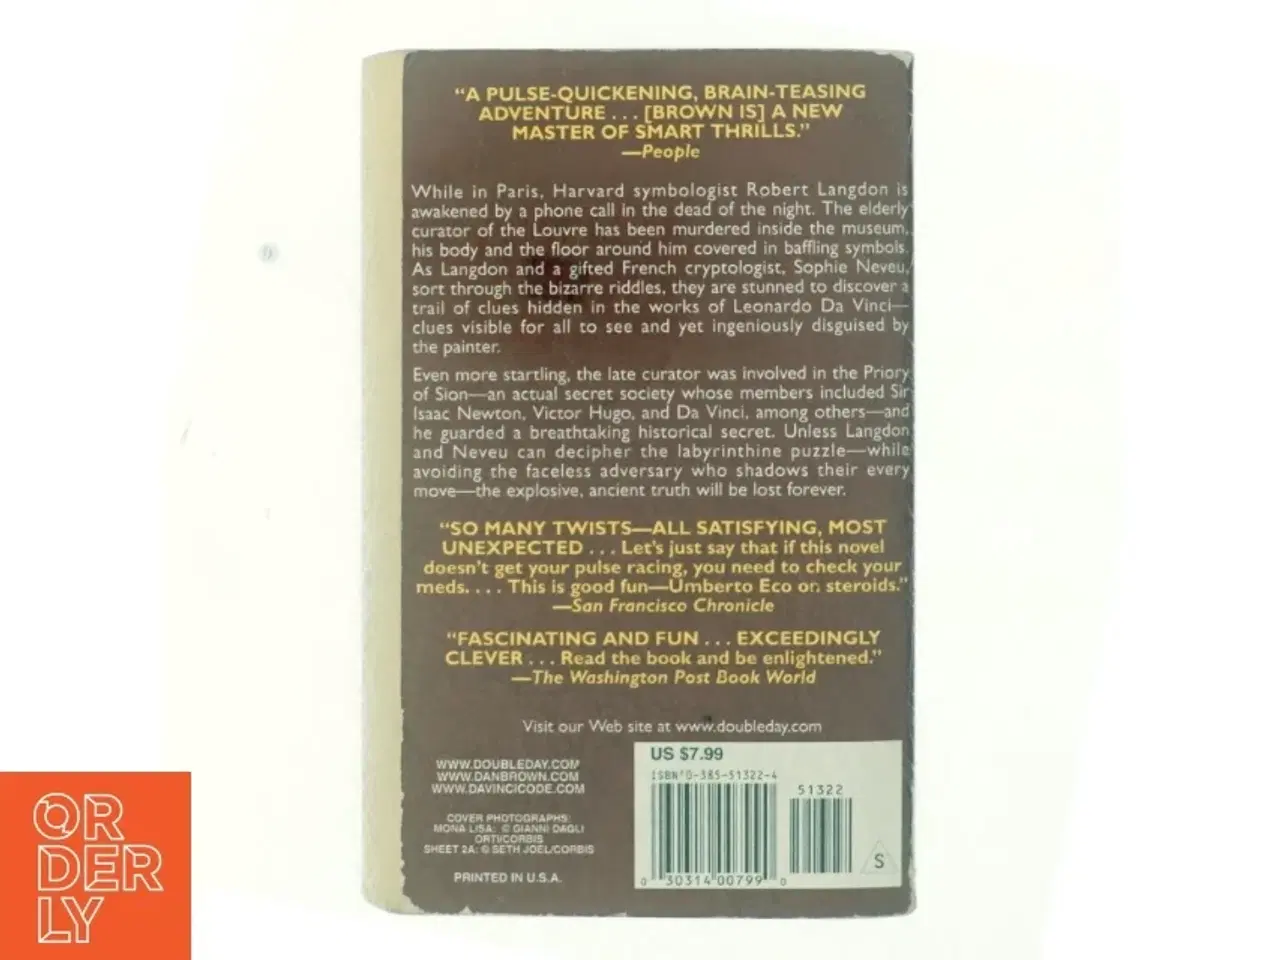 “A PULSE-QUICKENING, BRAIN-TEASING
ADVENTURE . . . [BROWN IS] A NEW
MASTER OF SMART THRILLS.”
—People
While in Paris, Harvard symbologist Robert Langdon is
awakened by a phone call in the dead of the night. The elderly
curator of the Louvre has been murdered inside the museum,
his body and the floor around him covered in baffling symbols.
As Langdon and a gifted French cryptologist, Sophie Neveu,
sort through the bizarre riddles, they are stunned to discover a
trail of clues hidden in the works of Leonardo Da Vinci—
clues visible for all to see and yet ingeniously disguised by
the painter.
Even more startling, the late curator was involved in the Priory
of Sion—an actual secret society whose members included Sir
Isaac Newton, Victor Hugo, and Da Vinci, among others—and
he guarded a breathtaking historical secret. Unless Langdon
and Neveu can decipher the labyrinthine puzzle—while
avoiding the faceless adversary who shadows their every
move—the explosive, ancient truth will be lost forever.
“SO MANY TWISTS—ALL SATISFYING, MOST
UNEXPECTED . . . Let’s just say that if this novel
doesn’t get your pulse racing, you need to check your
meds. . . . This is good fun—Umberto Eco on steroids.”
—San Francisco Chronicle
“FASCINATING AND FUN . . . EXCEEDINGLY
CLEVER . . . Read the book and be enlightened.”
—The Washington Post Book World
Visit our Web site at www.doubleday.com
WWW.DOUBLEDAY.COM
WWW.DANBROWN.COM
WWW.DAVINCICODE.COM
COVER PHOTOGRAPHS:
MONA LISA: © GIANNI DAGLI
ORTI/CORBIS
SHEET 2A: © SETH JOEL/CORBIS
PRINTED IN U.S.A.
US $7.99
ISBN 0-385-51322-4
51322
0 30314 00799 0
S
OR
DER
LY